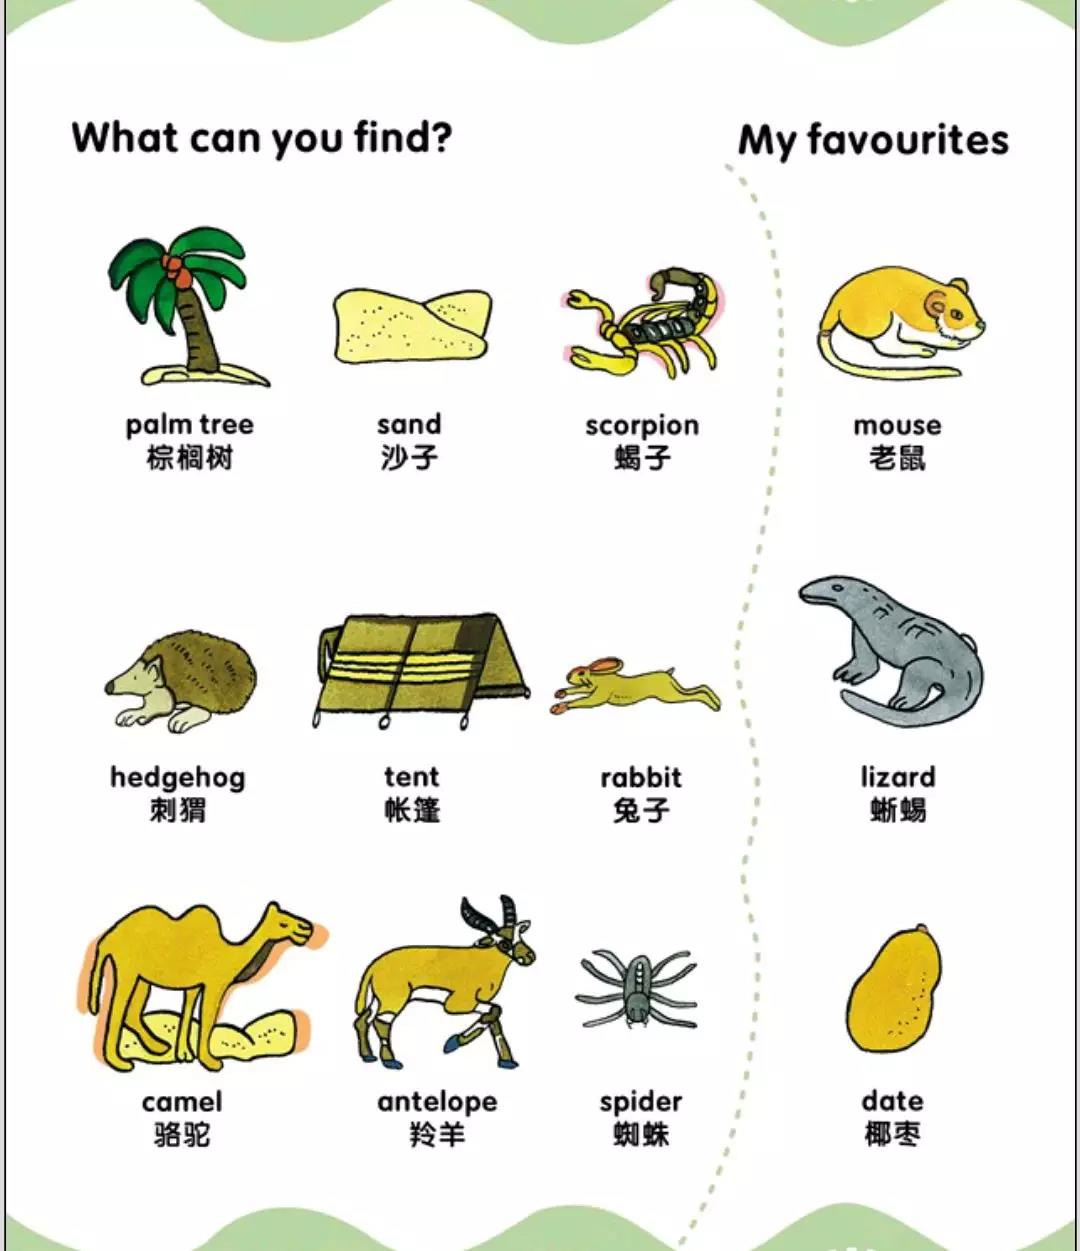 What can you find?
My favourites
palm tree
棕榈树
sand
沙子
scorpion
蝎子
mouse
老鼠
hedgehog
刺猬
tent
帐篷
rabbit
兔子
lizard
蜥蜴
camel
骆驼
antelope
羚羊
spider
蜘蛛
date
椰枣